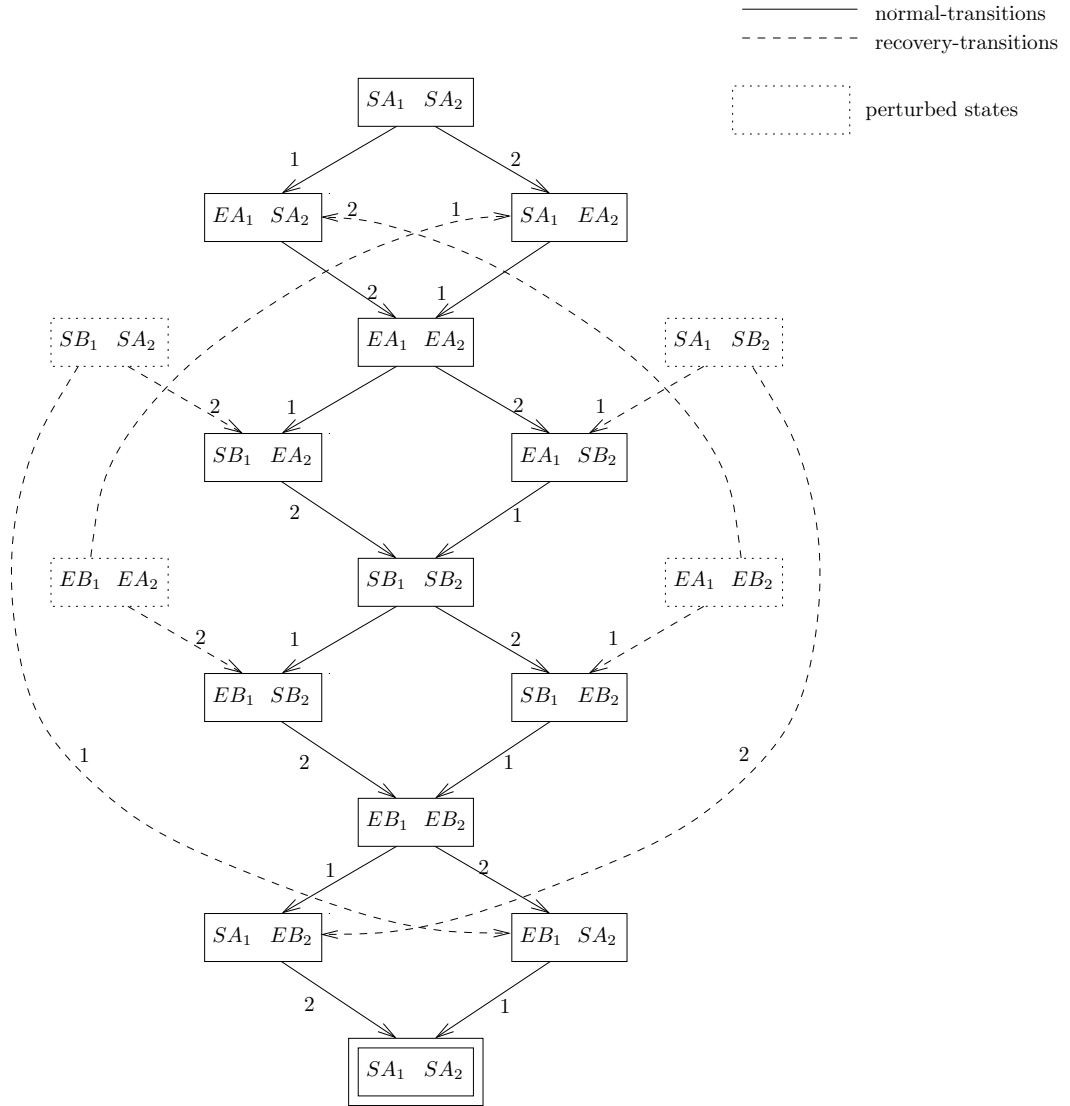 normal-transitions
recovery-transitions
perturbed states
SA₁ SA₂
1 2
EA₁ SA₂ 2 1 SA₁ EA₂
2 1
SB₁ SA₂ EA₁ EA₂ SA₁ SB₂
2 1 2 1
SB₁ EA₂ EA₁ SB₂
2 1
EB₁ EA₂ SB₁ SB₂ EA₁ EB₂
2 1 2 1
EB₁ SB₂ SB₁ EB₂
1 2 1 2
EB₁ EB₂
1 2
SA₁ EB₂ EB₁ SA₂
2 1
SA₁ SA₂